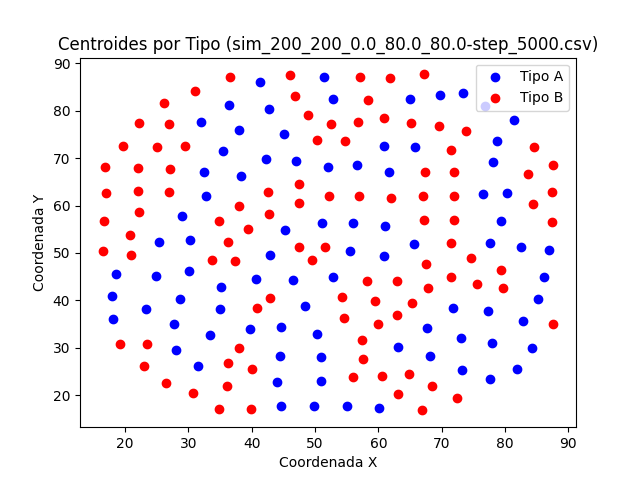 Centroides por Tipo (sim_200_200_0.0_80.0_80.0-step_5000.csv)
Tipo A
Tipo B
90
80
70
60
50
40
30
20
Coordenada Y
20 30 40 50 60 70 80 90
Coordenada X